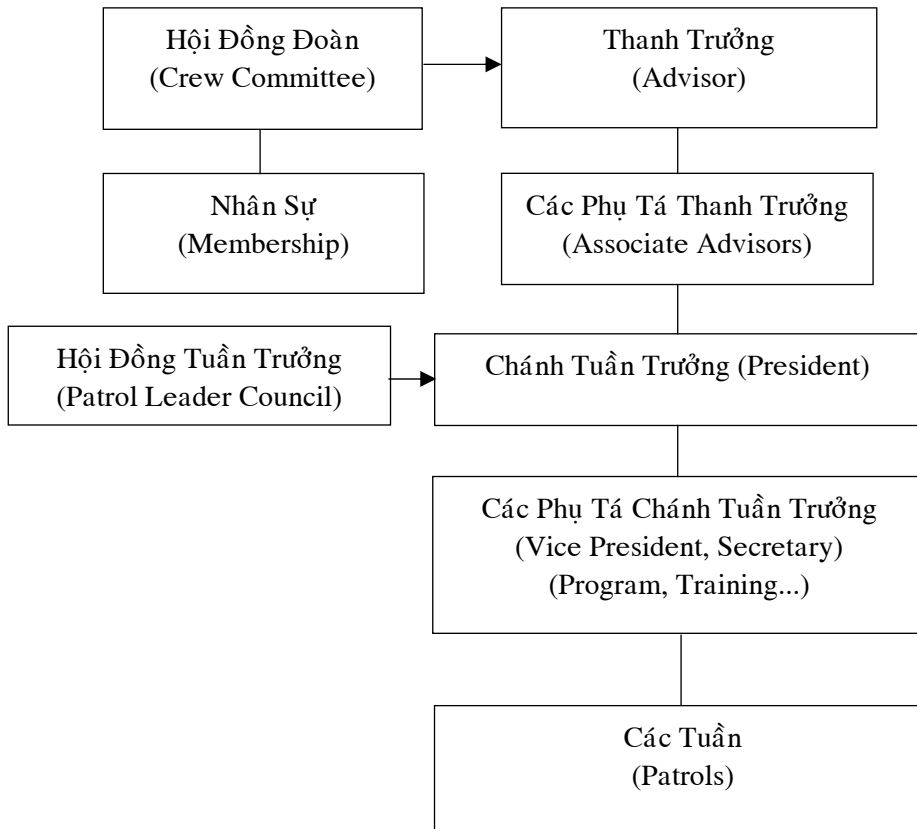 Hội Đồng Đoàn
(Crew Committee)
Thanh Trưởng
(Advisor)
Nhân Sự
(Membership)
Các Phụ Tá Thanh Trưởng
(Associate Advisors)
Hội Đồng Tuần Trưởng
(Patrol Leader Council)
Chánh Tuần Trưởng (President)
Các Phụ Tá Chánh Tuần Trưởng
(Vice President, Secretary)
(Program, Training...)
Các Tuần
(Patrols)